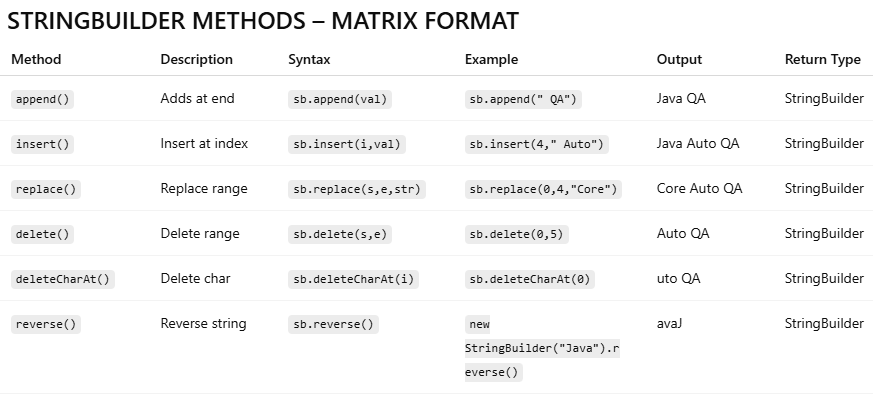 STRINGBUILDER METHODS – MATRIX FORMAT
Method Description Syntax Example Output Return Type
append() Adds at end sb.append(val) sb.append(" QA") Java QA StringBuilder
insert() Insert at index sb.insert(i,val) sb.insert(4," Auto") Java Auto QA StringBuilder
replace() Replace range sb.replace(s,e,str) sb.replace(0,4,"Core") Core Auto QA StringBuilder
delete() Delete range sb.delete(s,e) sb.delete(0,5) Auto QA StringBuilder
deleteCharAt() Delete char sb.deleteCharAt(i) sb.deleteCharAt(0) uto QA StringBuilder
reverse() Reverse string sb.reverse() new avaJ StringBuilder
StringBuilder("Java").r
everse()